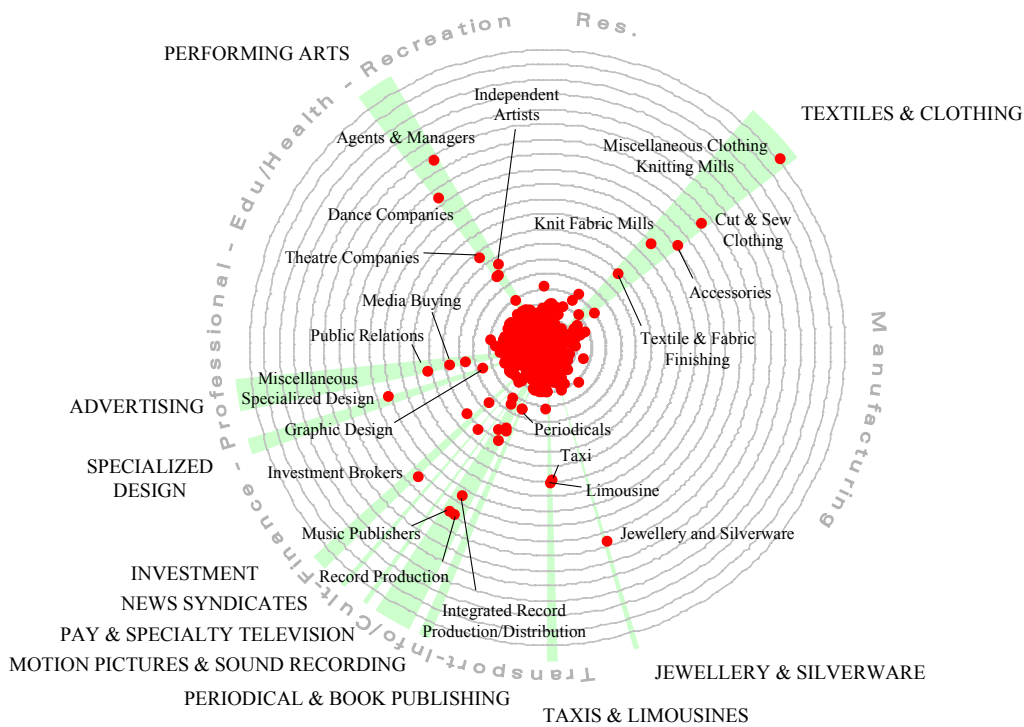 Res.
Recreation -
Edu/Health -
Professional -
Finance -
Info/Cult-
Transport-
Manufacturing
PERFORMING ARTS
TEXTILES & CLOTHING
Independent
Artists
Agents & Managers
Miscellaneous Clothing
Knitting Mills
Dance Companies
Knit Fabric Mills
Cut & Sew
Clothing
Theatre Companies
Accessories
Media Buying
Public Relations
Textile & Fabric
Finishing
Miscellaneous
Specialized Design
ADVERTISING
Graphic Design
Periodicals
SPECIALIZED
DESIGN
Taxi
Investment Brokers
Limousine
Music Publishers
Jewellery and Silverware
Record Production
INVESTMENT
NEWS SYNDICATES
Integrated Record
Production/Distribution
PAY & SPECIALTY TELEVISION
MOTION PICTURES & SOUND RECORDING
JEWELLERY & SILVERWARE
PERIODICAL & BOOK PUBLISHING
TAXIS & LIMOUSINES